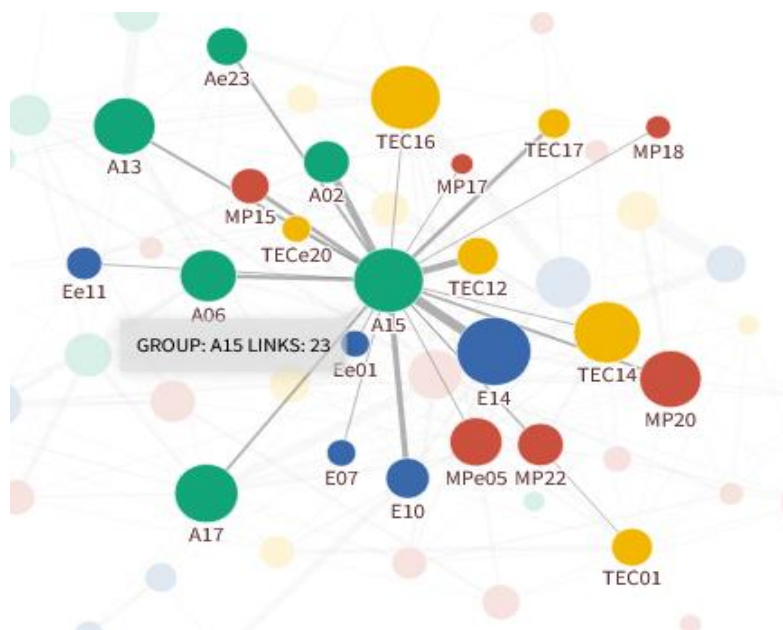 Ae23
TEC16
TEC17
MP18
A13
MP17
A02
MP15
TECe20
Ee11
TEC12
A06
A15
GROUP: A15 LINKS: 23
Ee01
TEC14
E14
MP20
E07
MPe05
MP22
E10
A17
TEC01